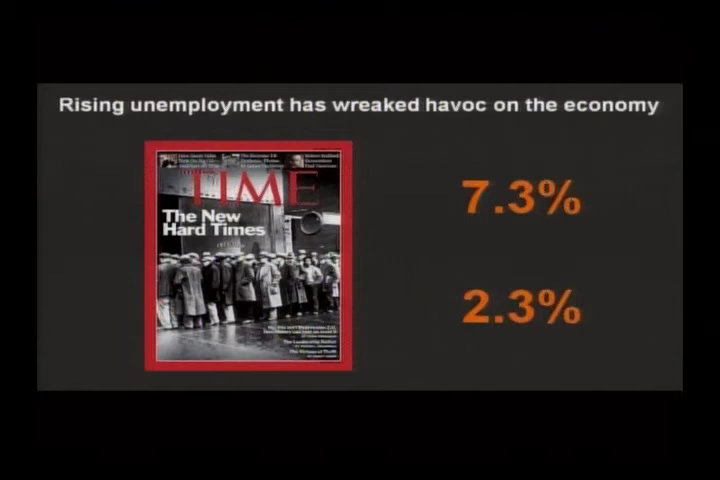 Rising unemployment has wreaked havoc on the economy
TIME
The New
Hard Times
7.3%
2.3%